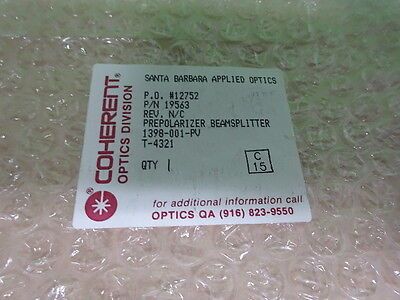 COHERENT®
OPTICS DIVISION
®
SANTA BARBARA APPLIED OPTICS
P.O. #12752
P/N 19563
REV. N/C
PREPOLARIZER BEAMSPLITTER
1398-001-PV
T-4321
QTY 1
C
15
for additional information call
OPTICS QA (916) 823-9550